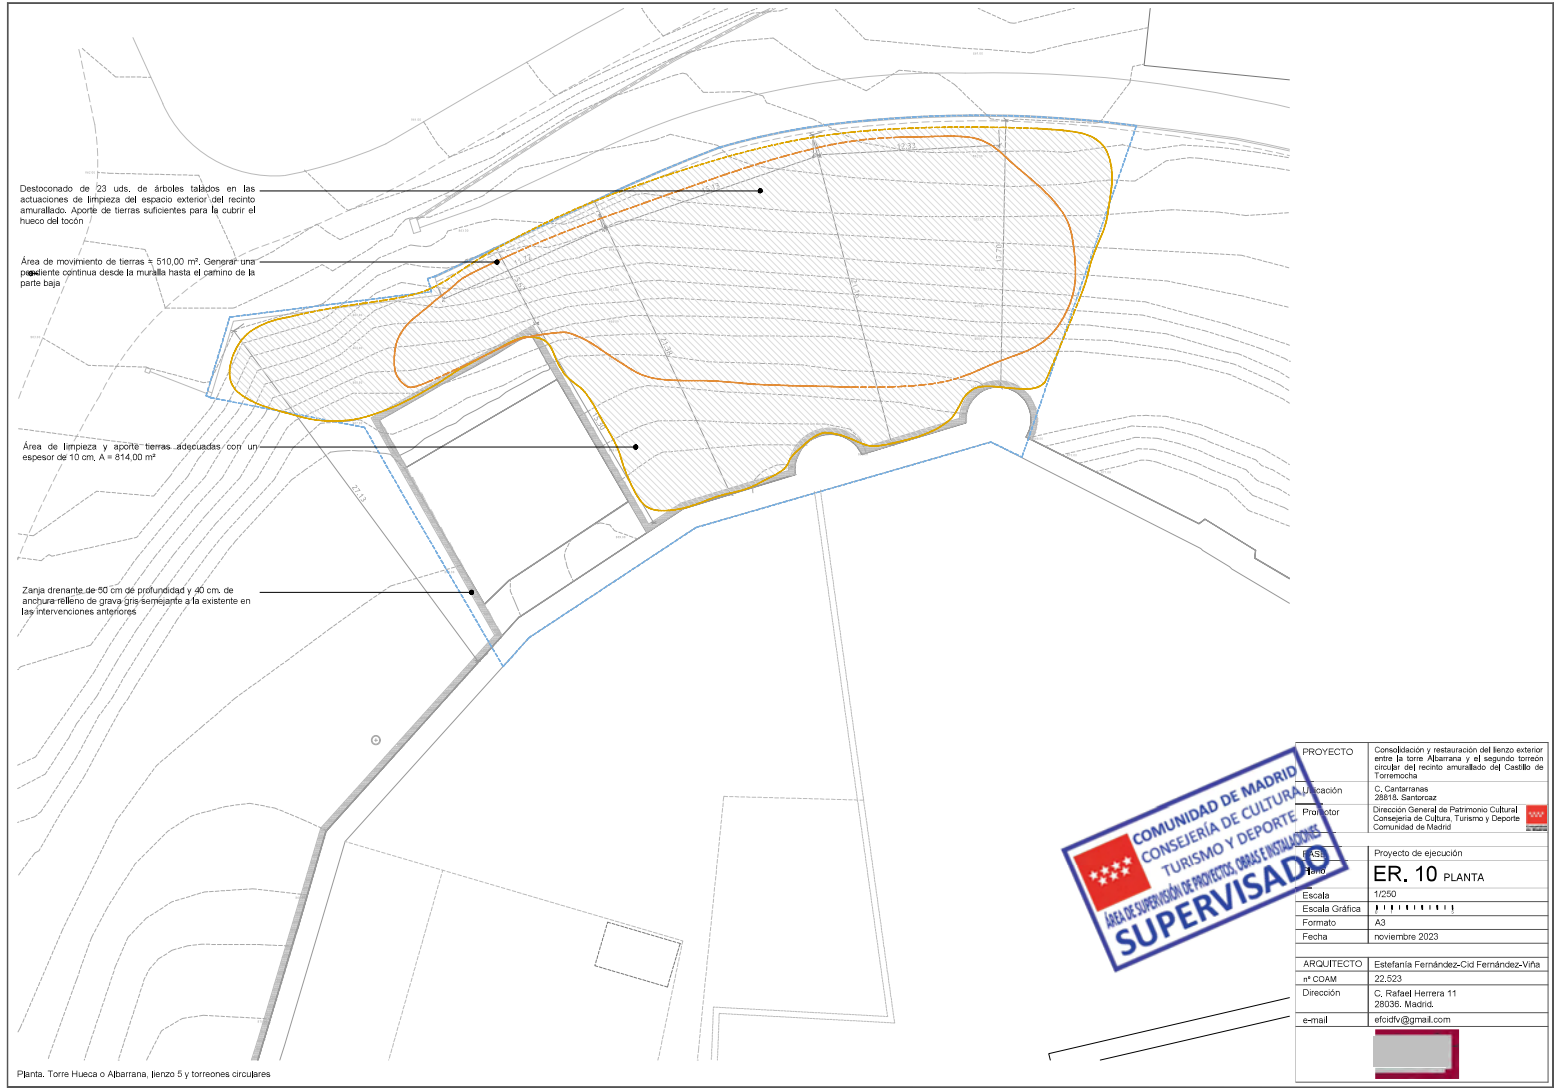 Destoconado de 23 uds. de árboles talados en las
actuaciones de limpieza del espacio exterior del recinto
amurallado. Aporte de tierras suficientes para la cubrir el
hueco del tocón
Área de movimiento de tierras = 510,00 m². Generar una
pendiente continua desde la muralla hasta el camino de la
parte baja
Área de limpieza y aporte tierras adecuadas con un
espesor de 10 cm. A = 814,00 m²
Zanja drenante de 50 cm de profundidad y 40 cm. de
anchura relleno de grava gris semejante a la existente en
las intervenciones anteriores
17.32
17.70
21.38
27.13
COMUNIDAD DE MADRID
CONSEJERÍA DE CULTURA,
TURISMO Y DEPORTE
ÁREA DE SUPERVISIÓN DE PROYECTOS, OBRAS E INSTALACIONES
SUPERVISADO
PROYECTO
Consolidación y restauración del lienzo exterior
entre la torre Albarrana y el segundo torreón
circular del recinto amurallado del Castillo de
Torremocha
Ubicación
C. Cantarranas
28818. Santorcaz
Promotor
Dirección General de Patrimonio Cultural
Consejería de Cultura, Turismo y Deporte
Comunidad de Madrid
FASE
Proyecto de ejecución
Plano
ER. 10 PLANTA
Escala
1/250
Escala Gráfica
Formato
A3
Fecha
noviembre 2023
ARQUITECTO
Estefanía Fernández-Cid Fernández-Viña
nº COAM
22.523
Dirección
C. Rafael Herrera 11
28036. Madrid.
e-mail
efcidfv@gmail.com
Planta. Torre Hueca o Albarrana, lienzo 5 y torreones circulares